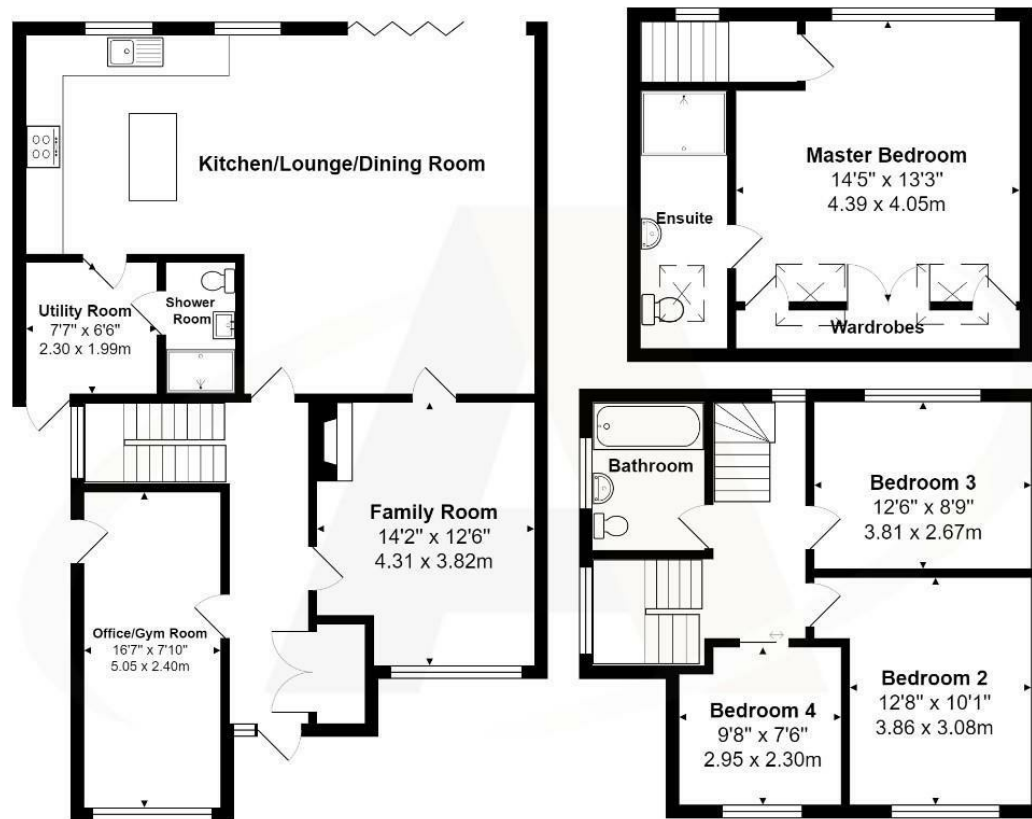 Kitchen/Lounge/Dining Room
Utility Room
7'7" x 6'6"
2.30 x 1.99m
Shower
Room
Family Room
14'2" x 12'6"
4.31 x 3.82m
Office/Gym Room
16'7" x 7'10"
5.05 x 2.40m
Master Bedroom
14'5" x 13'3"
4.39 x 4.05m
Ensuite
Wardrobes
Bathroom
Bedroom 3
12'6" x 8'9"
3.81 x 2.67m
Bedroom 2
12'8" x 10'1"
3.86 x 3.08m
Bedroom 4
9'8" x 7'6"
2.95 x 2.30m